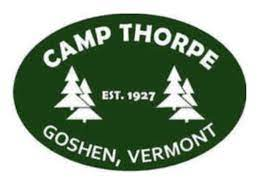 CAMP THORPE
EST. 1927
GOSHEN, VERMONT